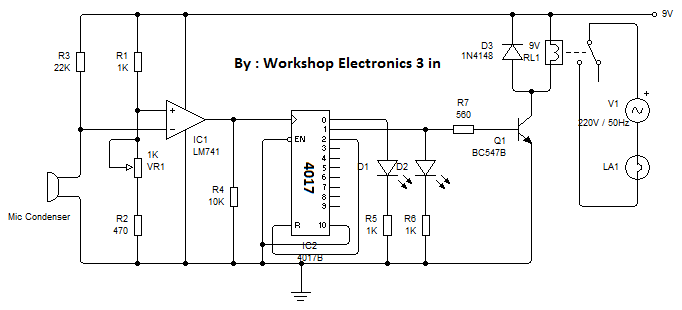 9V
By : Workshop Electronics 3 in
R3
22K
R1
1K
D3
1N4148
9V
RL1
+
V1
220V / 50Hz
LA1
R7
560
Q1
BC547B
+
−
IC1
LM741
R4
10K
1K
VR1
R2
470
Mic Condenser
EN
4017
R
0
1
2
3
4
5
6
7
8
9
10
IC2
4017B
D1
D2
R5
1K
R6
1K